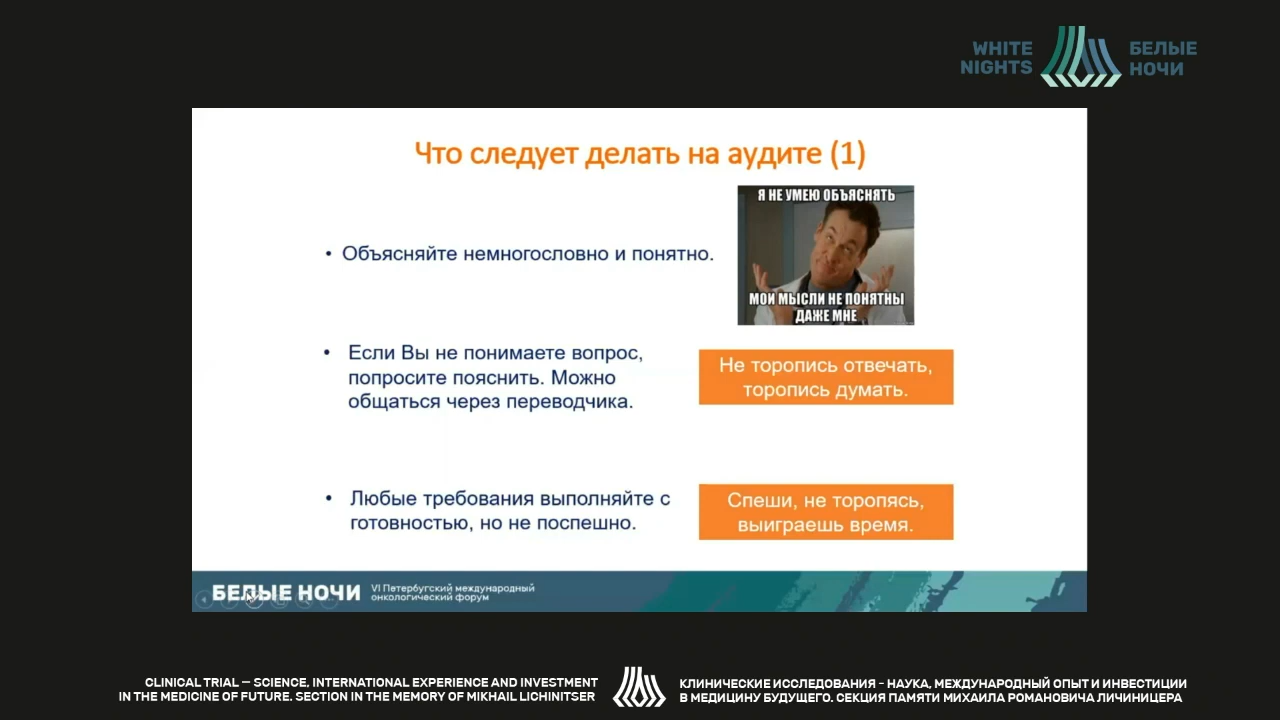 WHITE
NIGHTS
БЕЛЫЕ
НОЧИ
Что следует делать на аудите (1)
Я НЕ УМЕЮ ОБЪЯСНЯТЬ
МОИ МЫСЛИ НЕ ПОНЯТНЫ
ДАЖЕ МНЕ
• Объясняйте немногословно и понятно.
• Если Вы не понимаете вопрос,
попросите пояснить. Можно
общаться через переводчика.
Не торопись отвечать,
торопись думать.
• Любые требования выполняйте с
готовностью, но не поспешно.
Спеши, не торопясь,
выиграешь время.
БЕЛЫЕ НОЧИ
VI Петербургский международный
онкологический форум
CLINICAL TRIAL – SCIENCE, INTERNATIONAL EXPERIENCE AND INVESTMENT
IN THE MEDICINE OF FUTURE. SECTION IN THE MEMORY OF MIKHAIL LICHINITSER
КЛИНИЧЕСКИЕ ИССЛЕДОВАНИЯ - НАУКА, МЕЖДУНАРОДНЫЙ ОПЫТ И ИНВЕСТИЦИИ
В МЕДИЦИНУ БУДУЩЕГО. СЕКЦИЯ ПАМЯТИ МИХАИЛА РОМАНОВИЧА ЛИЧИНИЦЕРА